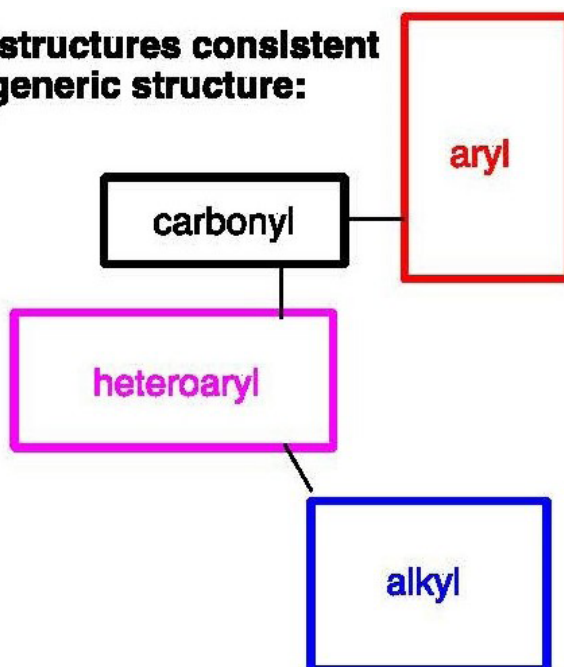 structures consistent
generic structure:
aryl
carbonyl
heteroaryl
alkyl